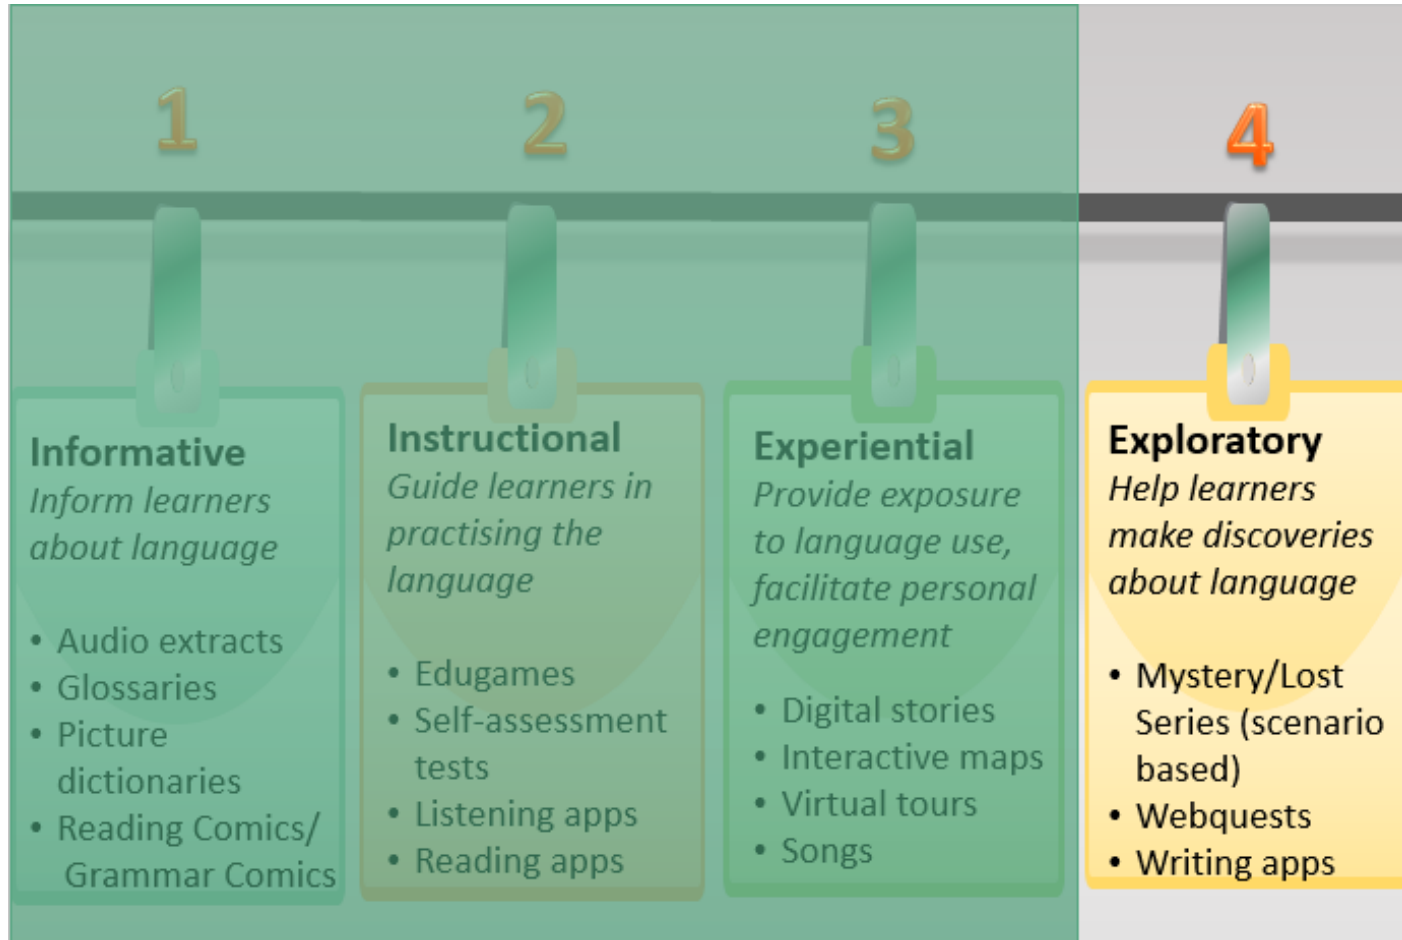 1
2
3
4
Informative
Inform learners
about language
• Audio extracts
• Glossaries
• Picture
dictionaries
• Reading Comics/
Grammar Comics
Instructional
Guide learners in
practising the
language
• Edugames
• Self-assessment
tests
• Listening apps
• Reading apps
Experiential
Provide exposure
to language use,
facilitate personal
engagement
• Digital stories
• Interactive maps
• Virtual tours
• Songs
Exploratory
Help learners
make discoveries
about language
• Mystery/Lost
Series (scenario
based)
• Webquests
• Writing apps